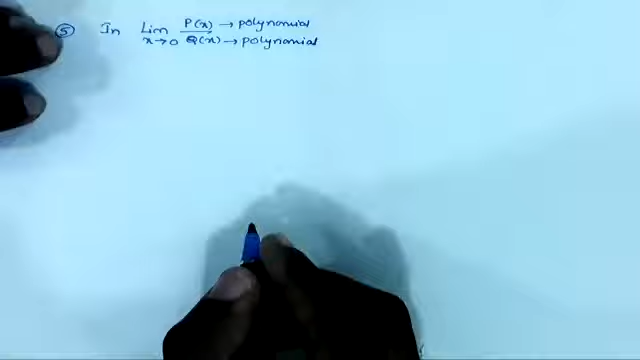 ⑤ In Lim P(x) → polynomial
x→0 Q(x) → polynomial